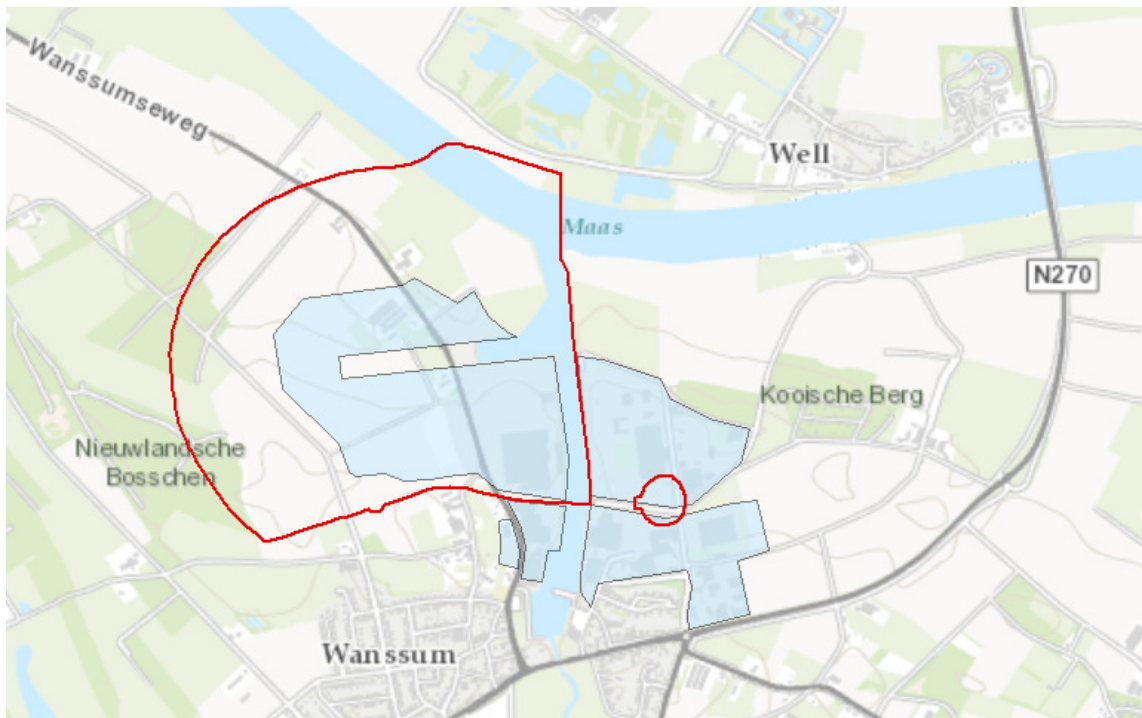 Wanssumseweg
Well
Maas
N270
Kooische Berg
Nieuwlandsche
Bosschen
Wanssum